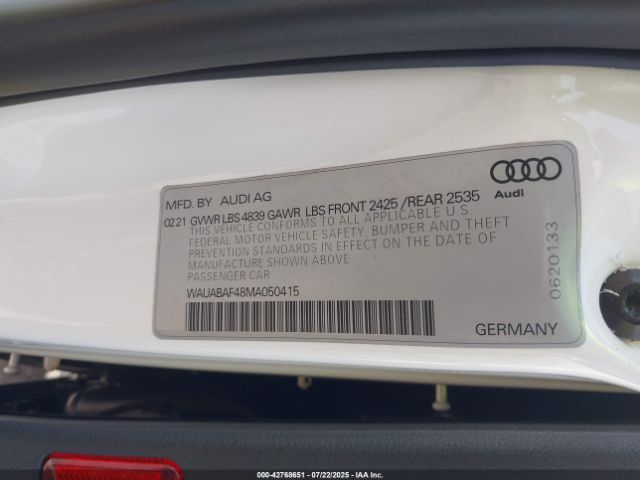 MFD. BY AUDI AG
Audi
02.21 GVWR LBS 4839 GAWR LBS FRONT 2425 /REAR 2535
THIS VEHICLE CONFORMS TO ALL APPLICABLE U.S.
FEDERAL MOTOR VEHICLE SAFETY, BUMPER AND THEFT
PREVENTION STANDARDS IN EFFECT ON THE DATE OF
MANUFACTURE SHOWN ABOVE
PASSENGER CAR
WAUABAF48MA050415
GERMANY
0620133
000-42768651 - 07/22/2025 - IAA Inc.